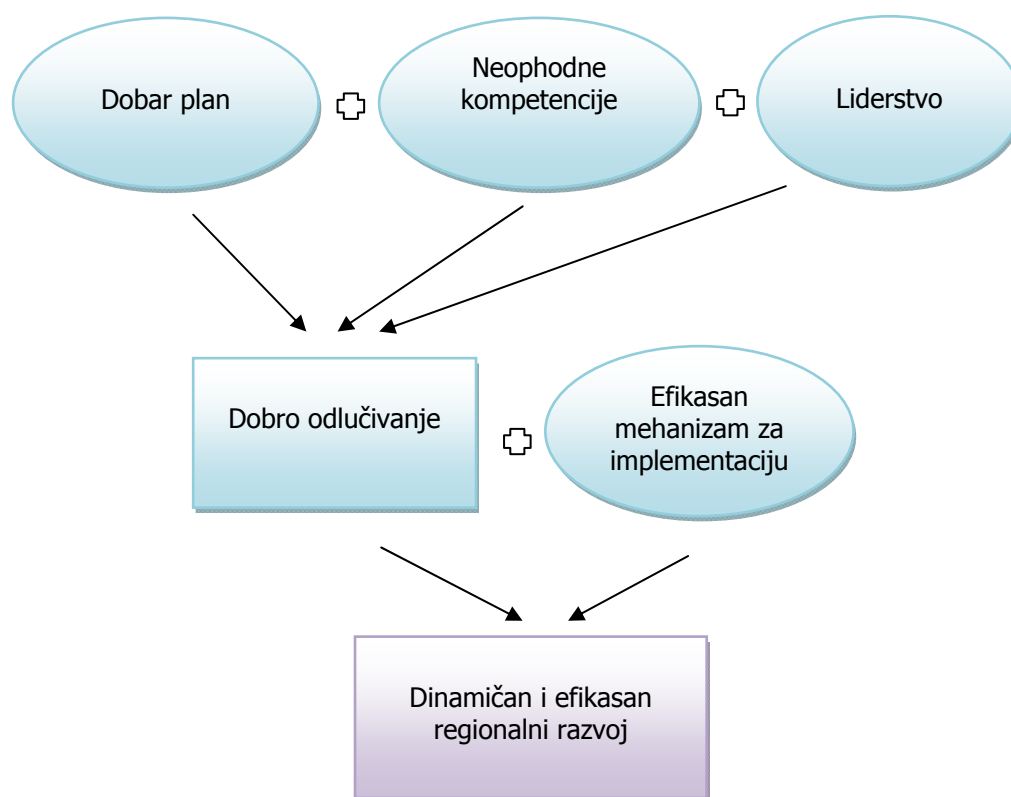 Dobar plan
Neophodne
kompetencije
Liderstvo
Dobro odlučivanje
Efikasan
mehanizam za
implementaciju
Dinamičan i efikasan
regionalni razvoj